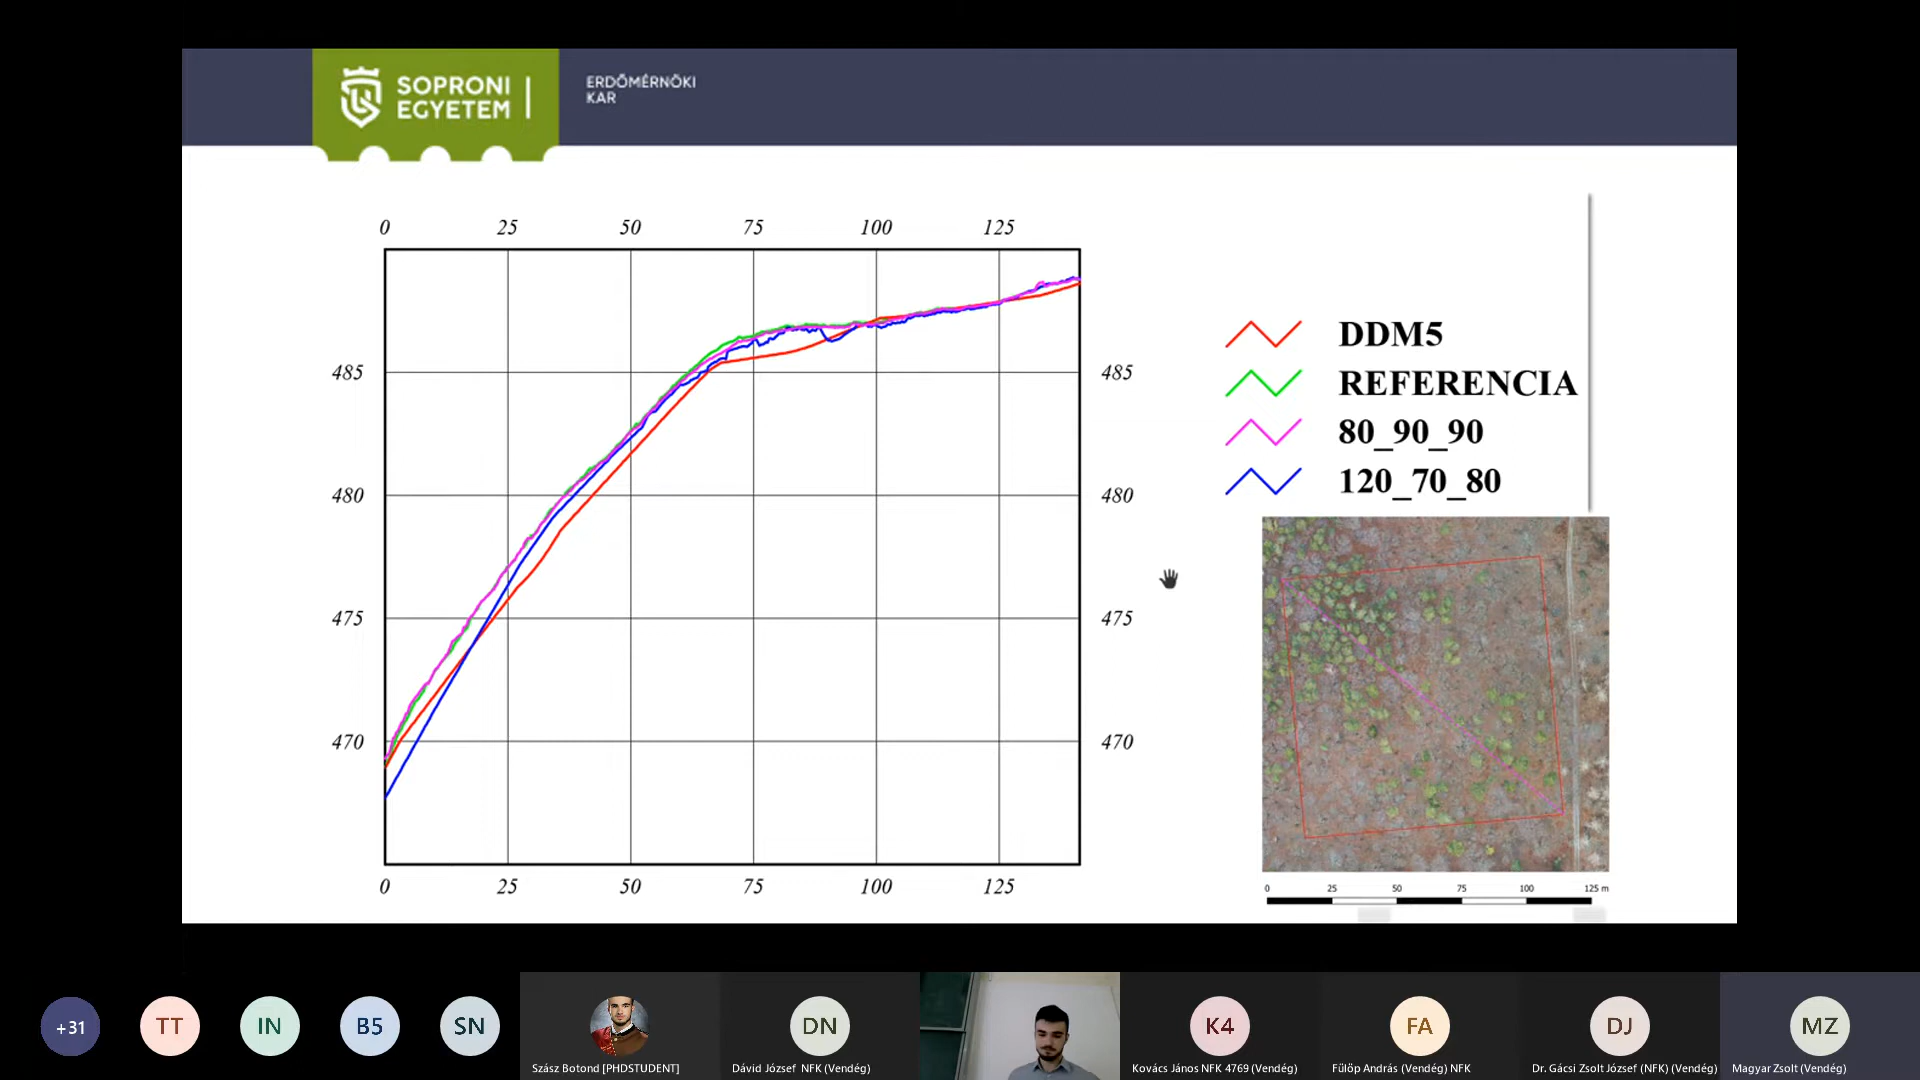 SOPRONI
EGYETEM
ERDŐMÉRNÖKI
KAR
0 25 50 75 100 125
485 485
480 480
475 475
470 470
0 25 50 75 100 125
DDM5
REFERENCIA
80_90_90
120_70_80
0 25 50 75 100 125 m
+31
TT
IN
B5
SN
Szász Botond [PHDSTUDENT]
DN
Dávid József NFK (Vendég)
K4
Kovács János NFK 4769 (Vendég)
FA
Fülöp András (Vendég) NFK
DJ
Dr. Gácsi Zsolt József (NFK) (Vendég)
MZ
Magyar Zsolt (Vendég)